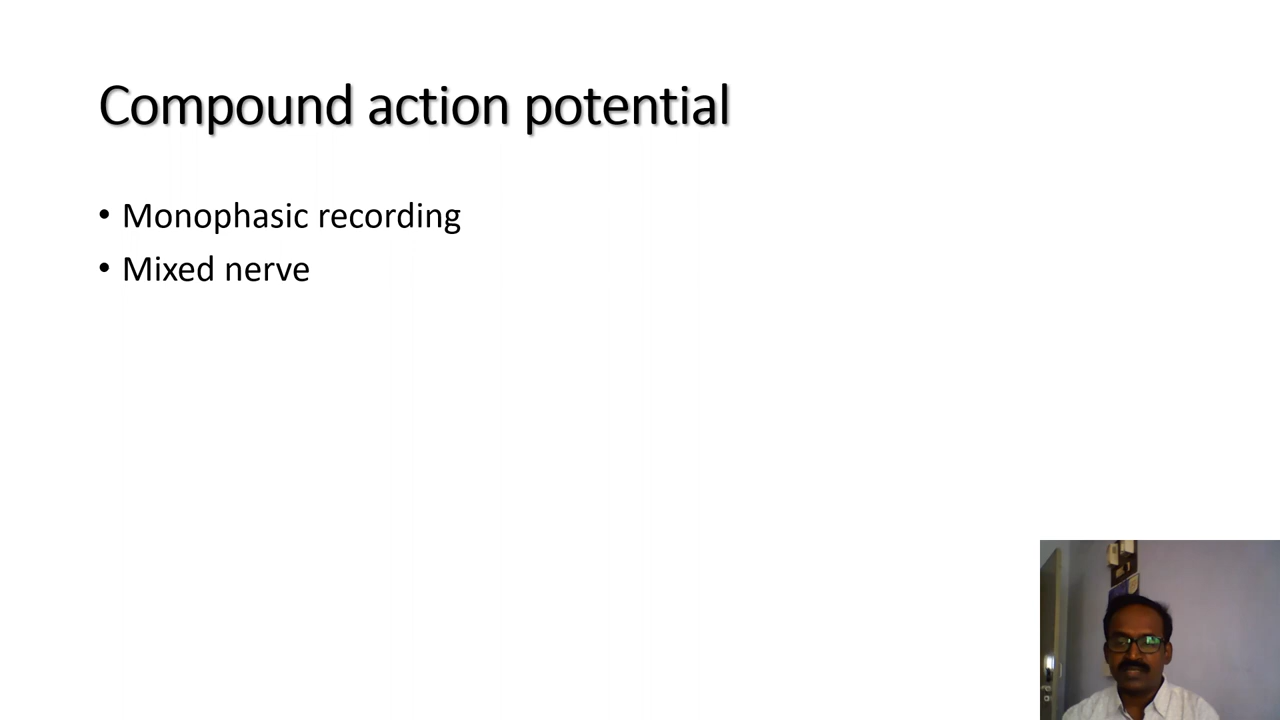 Compound action potential
• Monophasic recording
• Mixed nerve